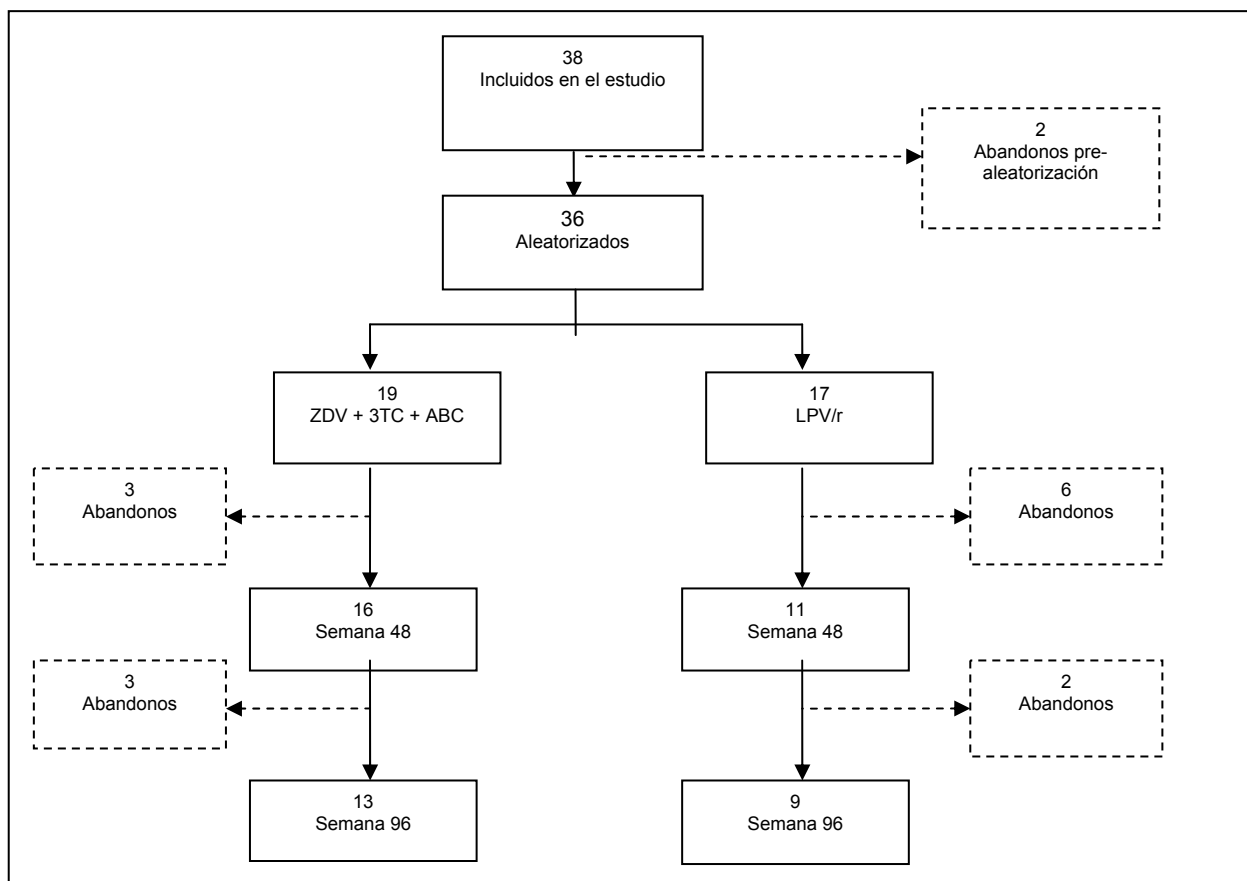 38
Incluidos en el estudio
2
Abandonos pre-
aleatorización
36
Aleatorizados
19
ZDV + 3TC + ABC
17
LPV/r
3
Abandonos
6
Abandonos
16
Semana 48
11
Semana 48
3
Abandonos
2
Abandonos
13
Semana 96
9
Semana 96